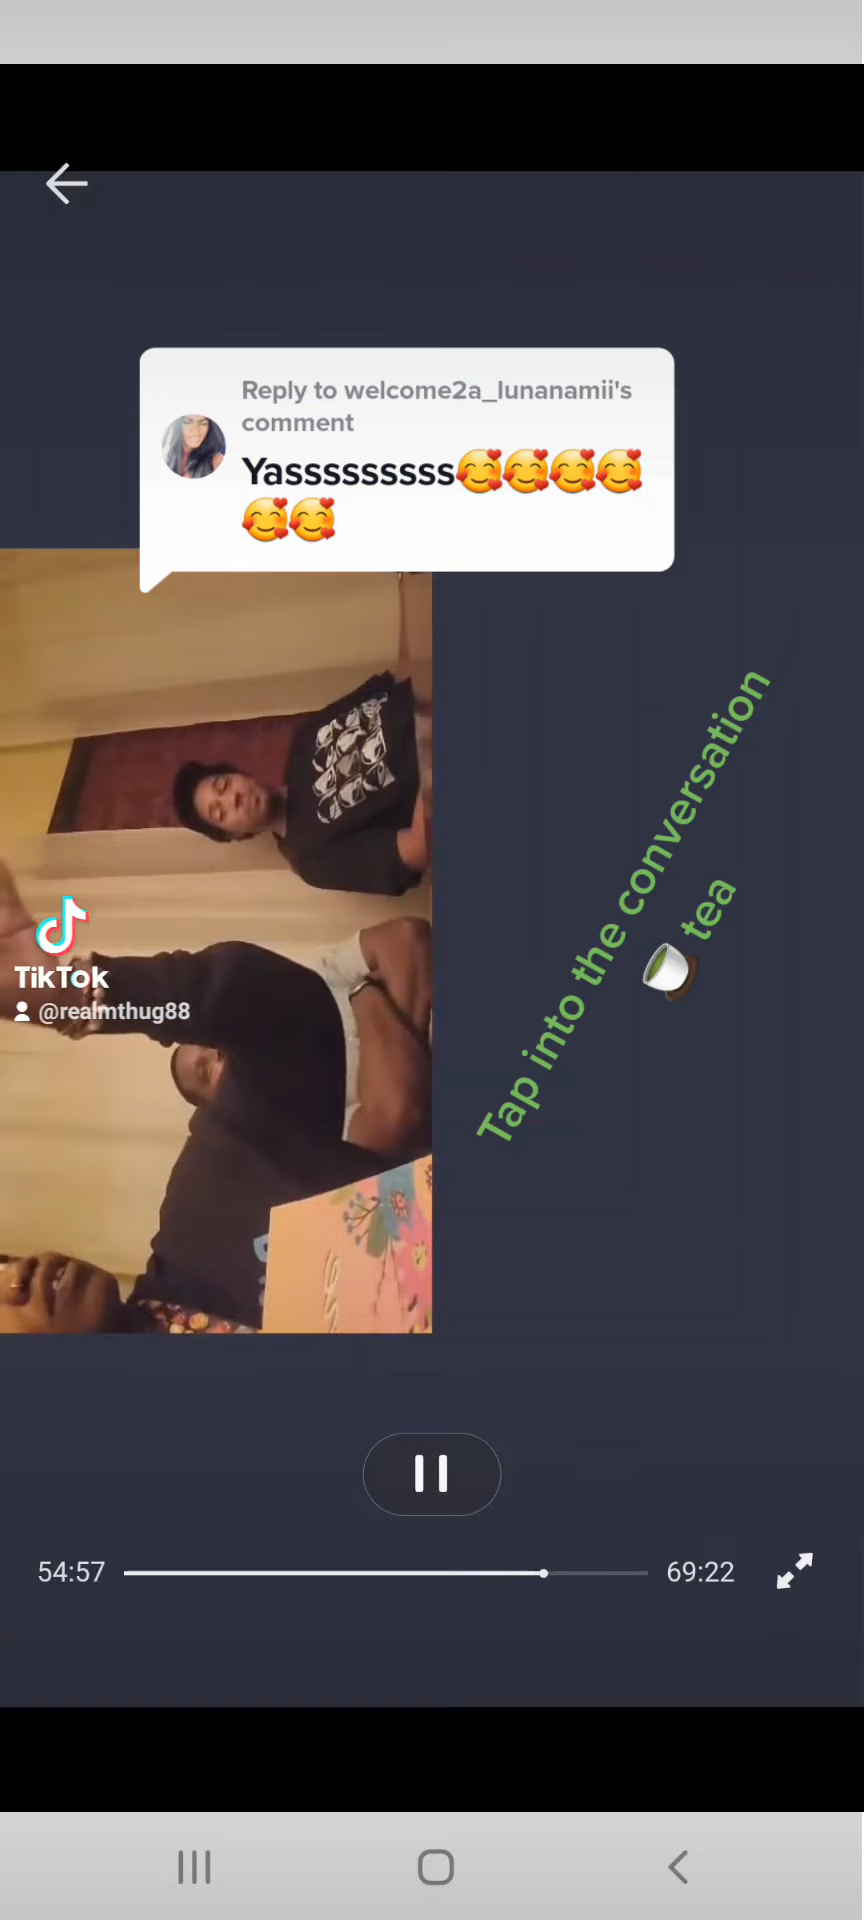 Reply to welcome2a_lunanamii's
comment
Yasssssssss🥰🥰🥰🥰
🥰🥰
Tap into the conversation
🍵 tea
TikTok
@realmthug88
54:57
69:22